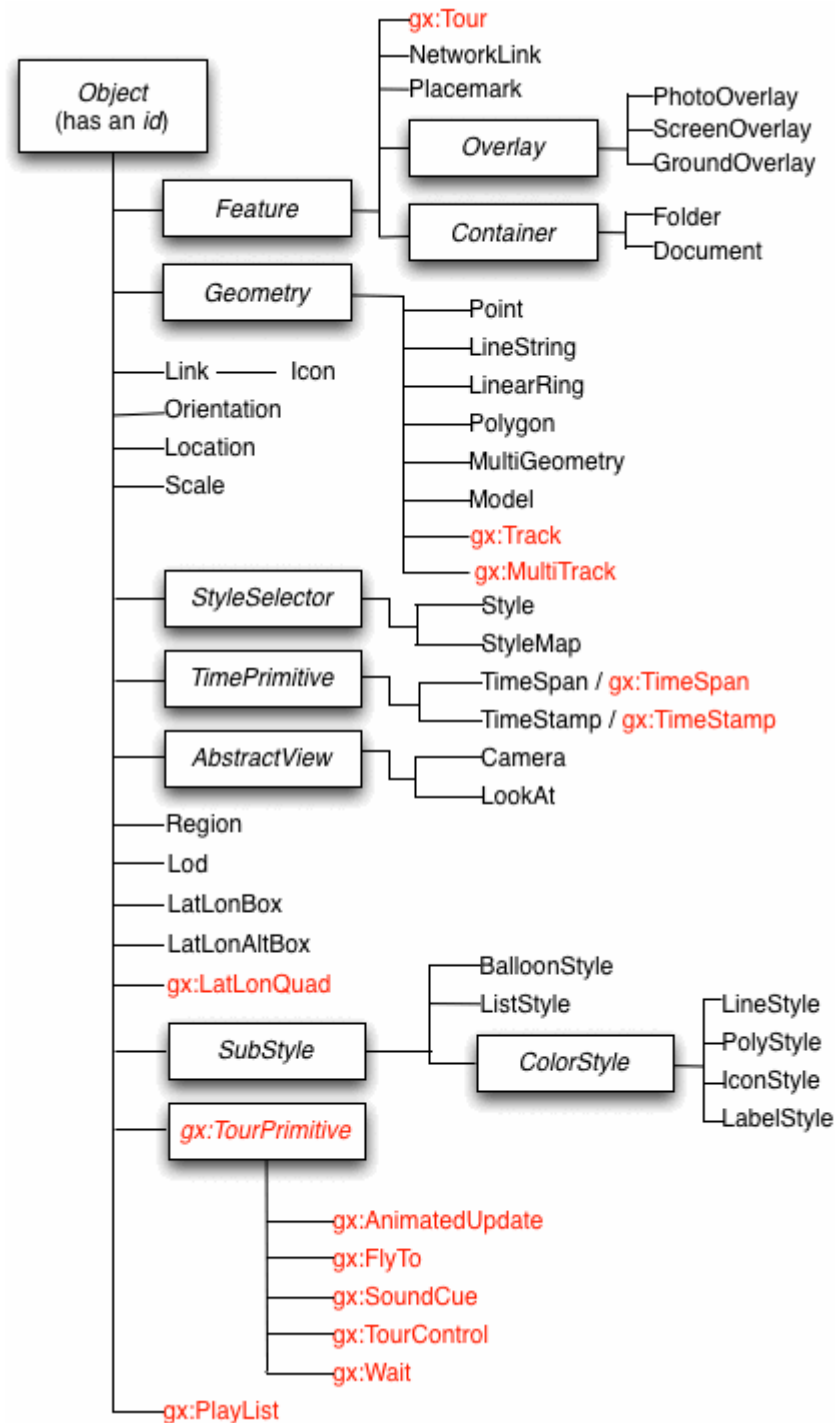 gx:Tour
NetworkLink
Placemark
Object
(has an id)
Overlay
PhotoOverlay
ScreenOverlay
GroundOverlay
Feature
Container
Folder
Document
Geometry
Point
LineString
LinearRing
Polygon
MultiGeometry
Model
gx:Track
gx:MultiTrack
Link Icon
Orientation
Location
Scale
StyleSelector
Style
StyleMap
TimePrimitive
TimeSpan / gx:TimeSpan
TimeStamp / gx:TimeStamp
AbstractView
Camera
LookAt
Region
Lod
LatLonBox
LatLonAltBox
gx:LatLonQuad
SubStyle
BalloonStyle
ListStyle
ColorStyle
LineStyle
PolyStyle
IconStyle
LabelStyle
gx:TourPrimitive
gx:AnimatedUpdate
gx:FlyTo
gx:SoundCue
gx:TourControl
gx:Wait
gx:PlayList